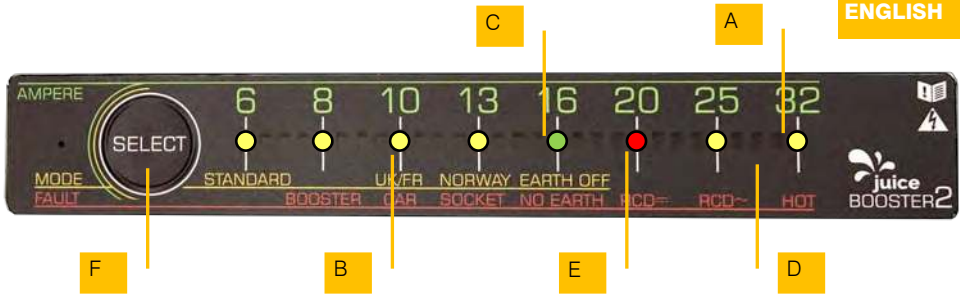 ENGLISH
C
A
AMPERE
6 8 10 13 16 20 25 32
SELECT
MODE STANDARD UK/FR NORWAY EARTH OFF
FAULT BOOSTER CAR SOCKET NO EARTH RCD⎓ RCD~ HOT
juice
BOOSTER2
F
B
E
D